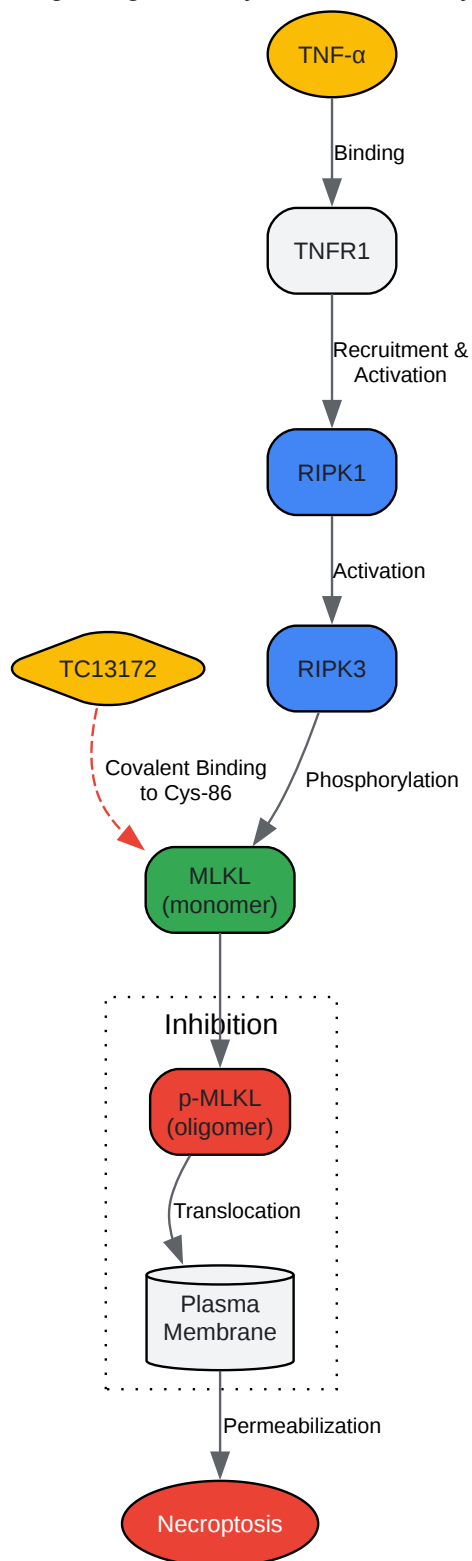 TNF-α
Binding
TNFR1
Recruitment &
Activation
RIPK1
Activation
TC13172
RIPK3
Covalent Binding
to Cys-86
Phosphorylation
MLKL
(monomer)
Inhibition
p-MLKL
(oligomer)
Translocation
Plasma
Membrane
Permeabilization
Necroptosis